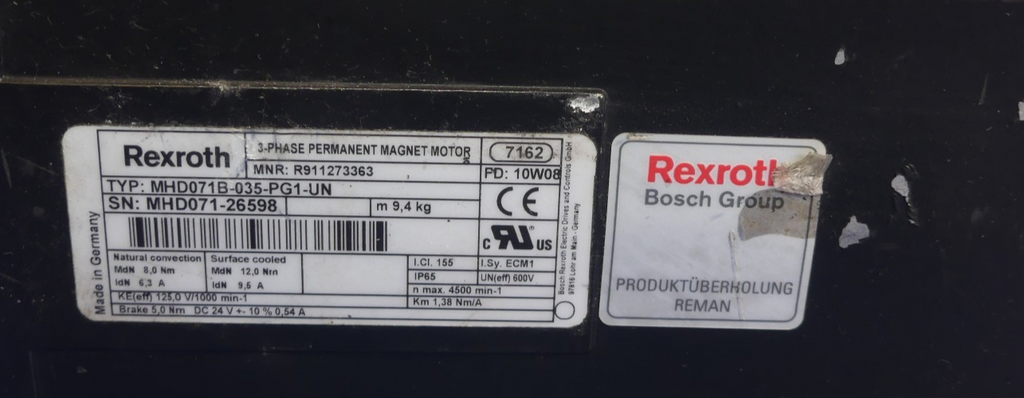 Rexroth
3-PHASE PERMANENT MAGNET MOTOR
7162
MNR: R911273363
PD: 10W08
TYP: MHD071B-035-PG1-UN
SN: MHD071-26598
m 9,4 kg
CE
c RU US
Natural convection
MdN 8,0 Nm
IdN 6,3 A
Surface cooled
MdN 12,0 Nm
IdN 9,5 A
I.Cl. 155
I.Sy. ECM1
IP65
UN(eff) 600V
n max. 4500 min-1
KE(eff) 125,0 V/1000 min-1
Km 1,38 Nm/A
Brake 5,0 Nm DC 24 V +- 10 % 0,54 A
Made in Germany
Bosch Rexroth Electric Drives and Controls GmbH
97816 Lohr am Main - Germany
Rexroth
Bosch Group
PRODUKTÜBERHOLUNG
REMAN